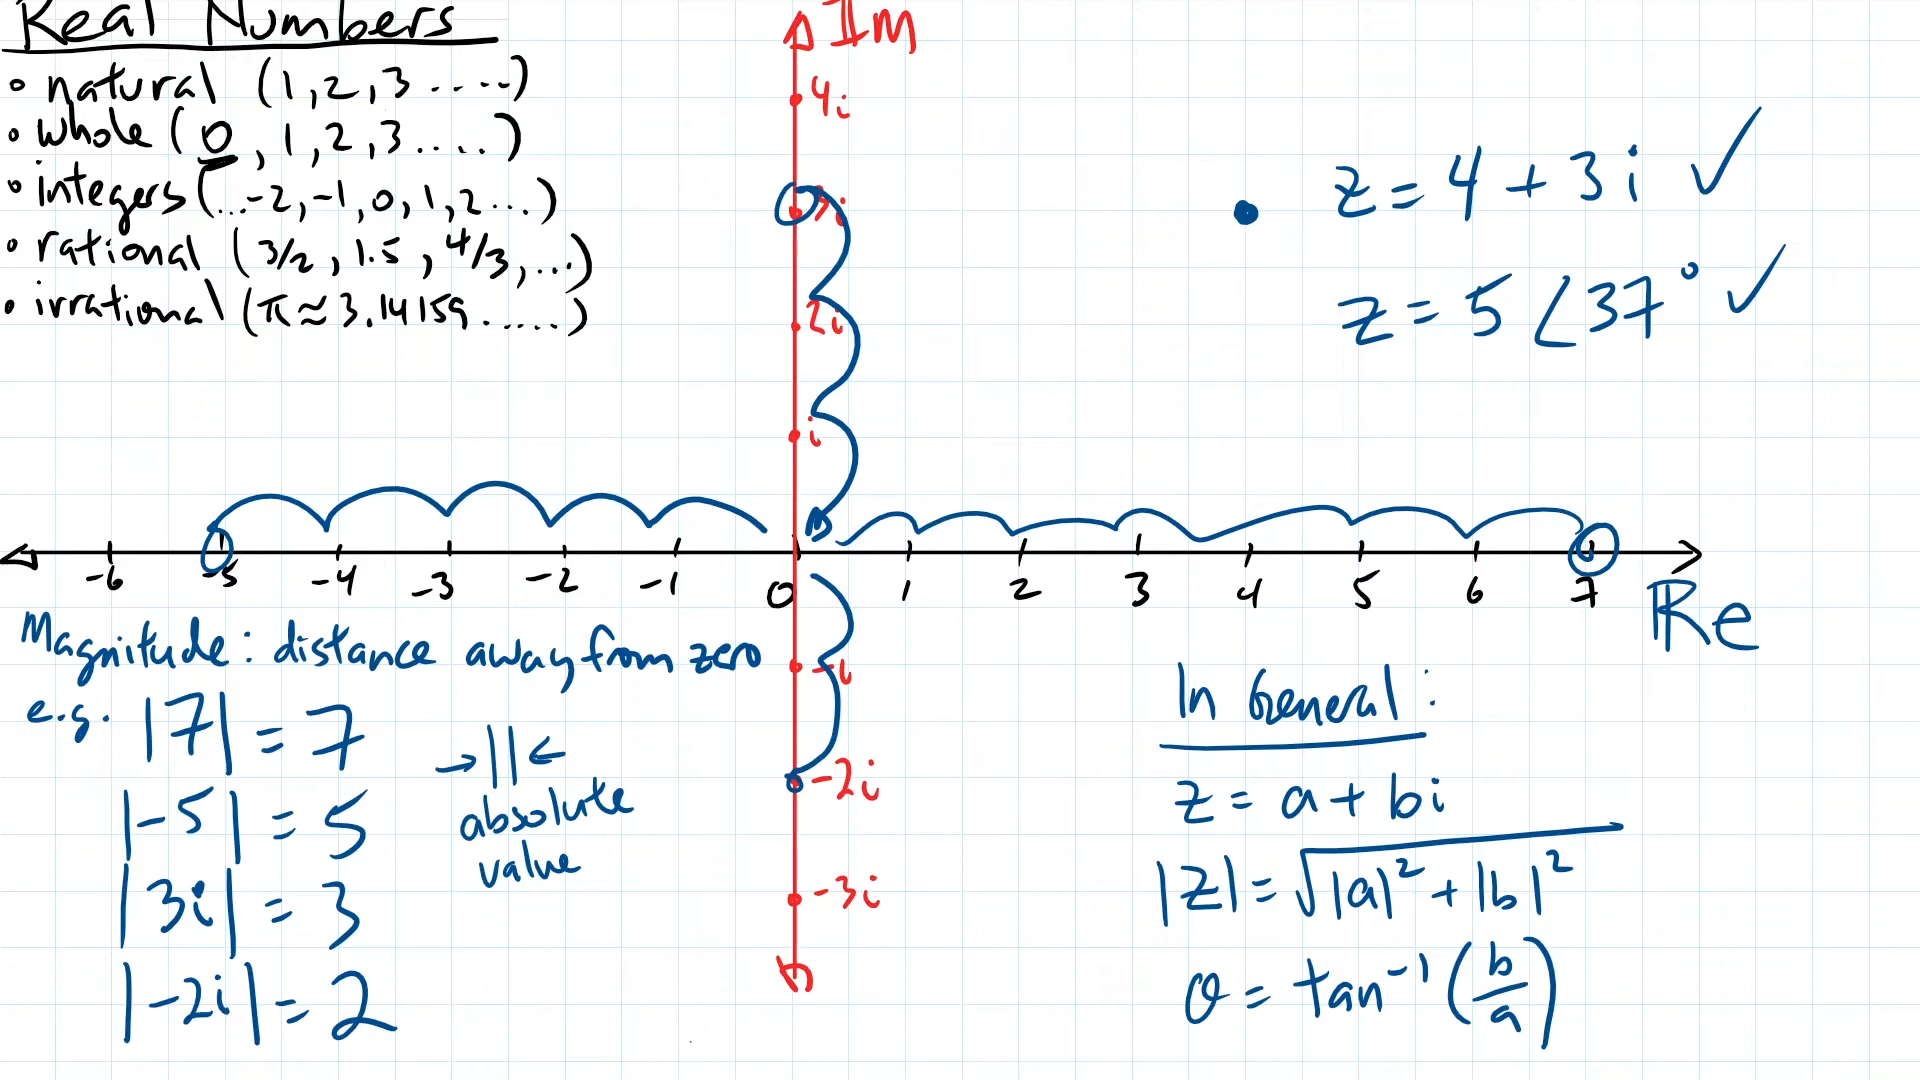 Real Numbers
• natural (1, 2, 3 .....)
• whole (0, 1, 2, 3 ....)
• integers (...-2, -1, 0, 1, 2 ...)
• rational (3/2, 1.5, 4/3, ...)
• irrational (π ≈ 3.14159......)
Im
4i
3i
2i
i
-6 -5 -4 -3 -2 -1 0 1 2 3 4 5 6 7
Re
-i
-2i
-3i
z = 4 + 3i ✓
z = 5 ∠37° ✓
Magnitude: distance away from zero
e.g. |7| = 7
|-5| = 5
|3i| = 3
|-2i| = 2
→||←
absolute
value
In General:
z = a + bi
|z| = √|a|² + |b|²
θ = tan⁻¹ (b/a)